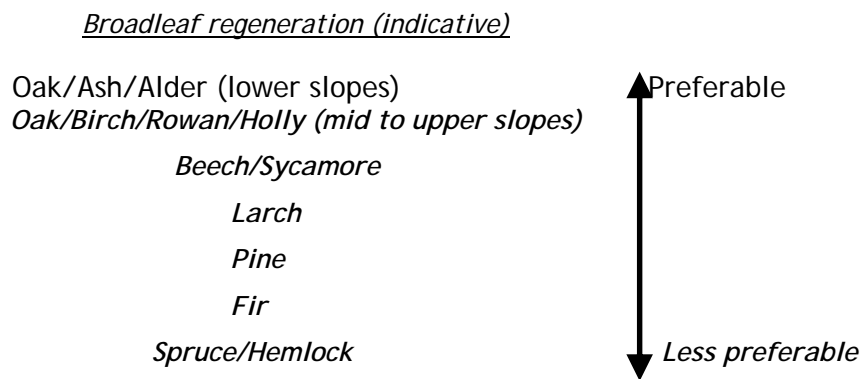 Broadleaf regeneration (indicative)
Oak/Ash/Alder (lower slopes) Preferable
Oak/Birch/Rowan/Holly (mid to upper slopes)
Beech/Sycamore
Larch
Pine
Fir
Spruce/Hemlock Less preferable